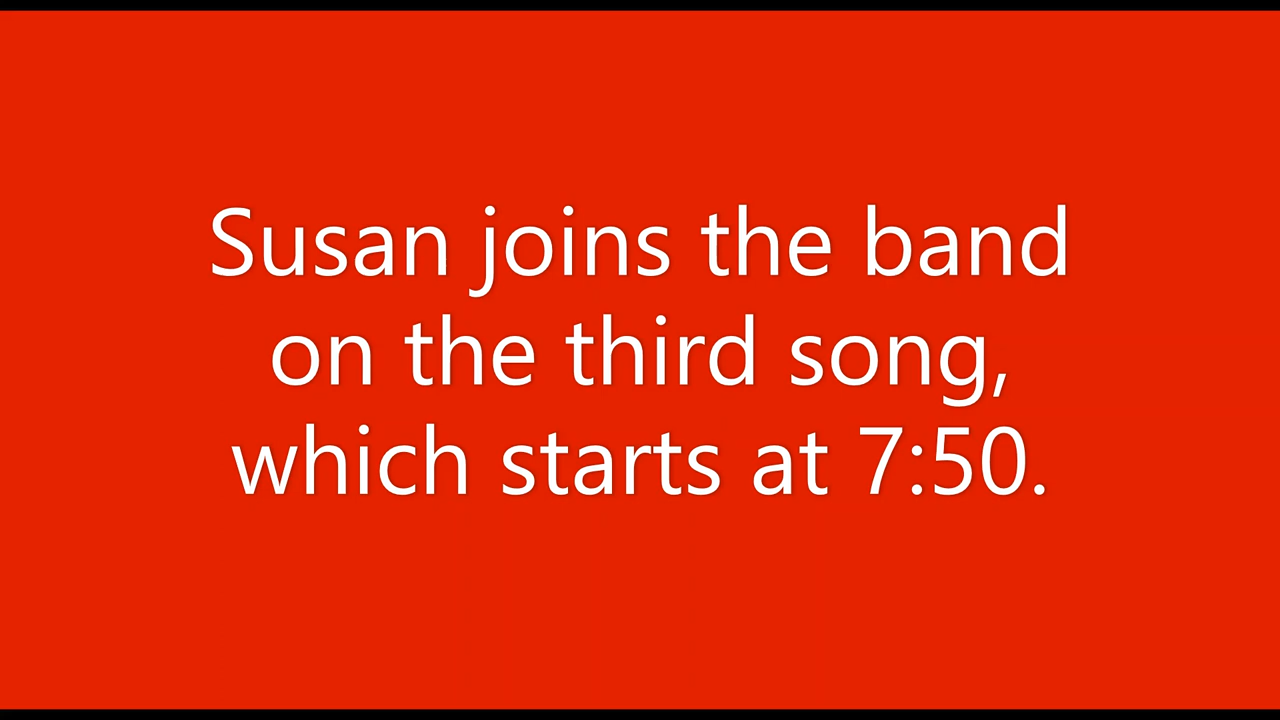 Susan joins the band
on the third song,
which starts at 7:50.